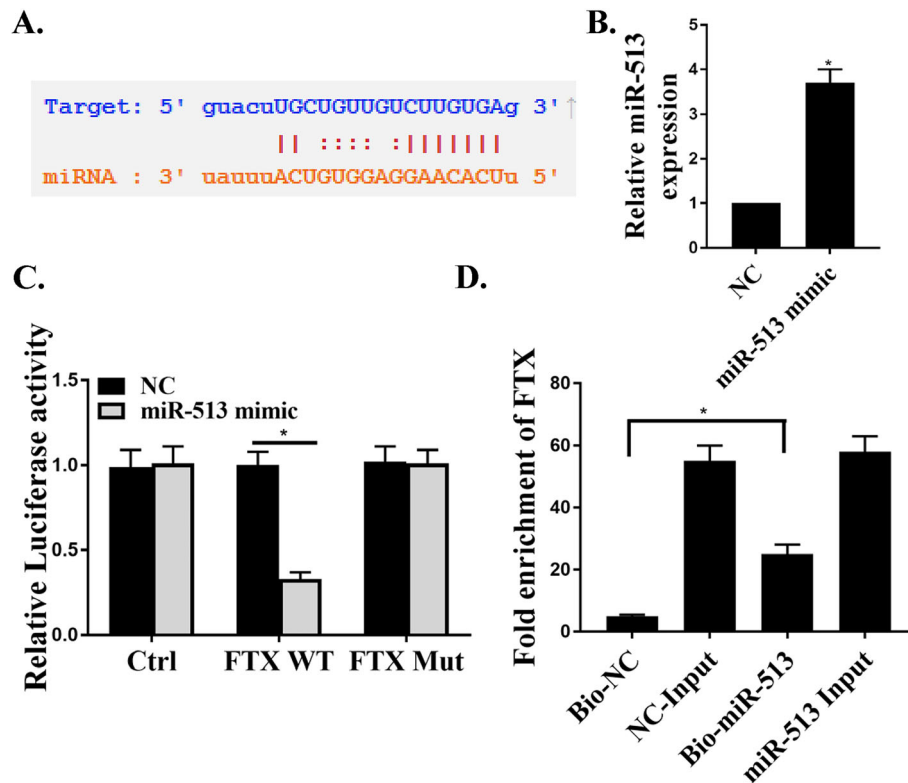 A.
Target: 5' guacuUGCUGUUGUCUUGUGAg 3' ↑
|| :::: :|||||||
miRNA : 3' uauuuACUGUGGAGGAACACUu 5'
B.
Relative miR-513 expression
5
4
3
2
1
0
*
NC
miR-513 mimic
C.
Relative Luciferase activity
1.5
1.0
0.5
0.0
NC
miR-513 mimic
*
Ctrl
FTX WT
FTX Mut
D.
Fold enrichment of FTX
80
60
40
20
0
*
Bio-NC
NC-Input
Bio-miR-513
miR-513 Input